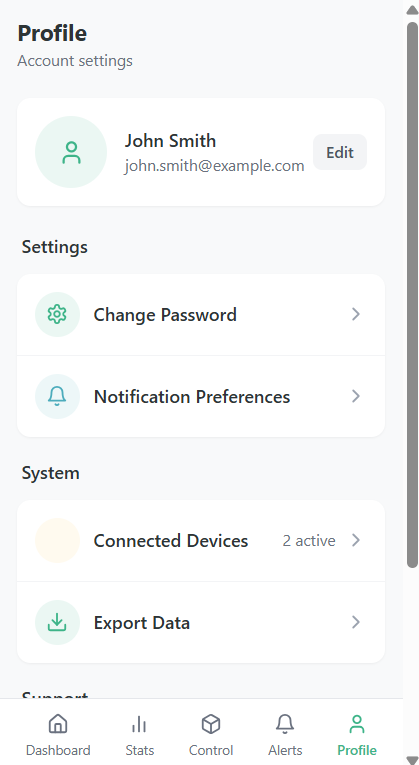 Profile
Account settings
John Smith
john.smith@example.com
Edit
Settings
Change Password
Notification Preferences
System
Connected Devices
2 active
Export Data
Support
Dashboard
Stats
Control
Alerts
Profile